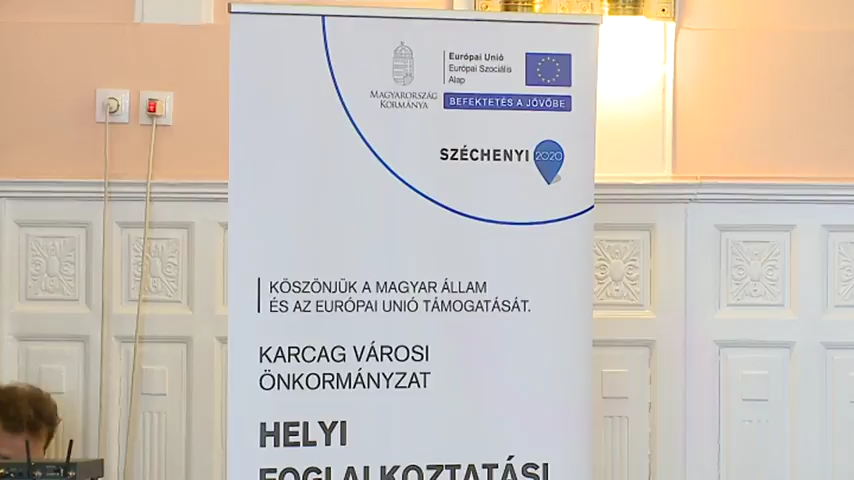 MAGYARORSZÁG
KORMÁNYA
Európai Unió
Európai Szociális
Alap
BEFEKTETÉS A JÖVŐBE
SZÉCHENYI 2020
KÖSZÖNJÜK A MAGYAR ÁLLAM
ÉS AZ EURÓPAI UNIÓ TÁMOGATÁSÁT.
KARCAG VÁROSI
ÖNKORMÁNYZAT
HELYI
FOGLALKOZTATÁSI